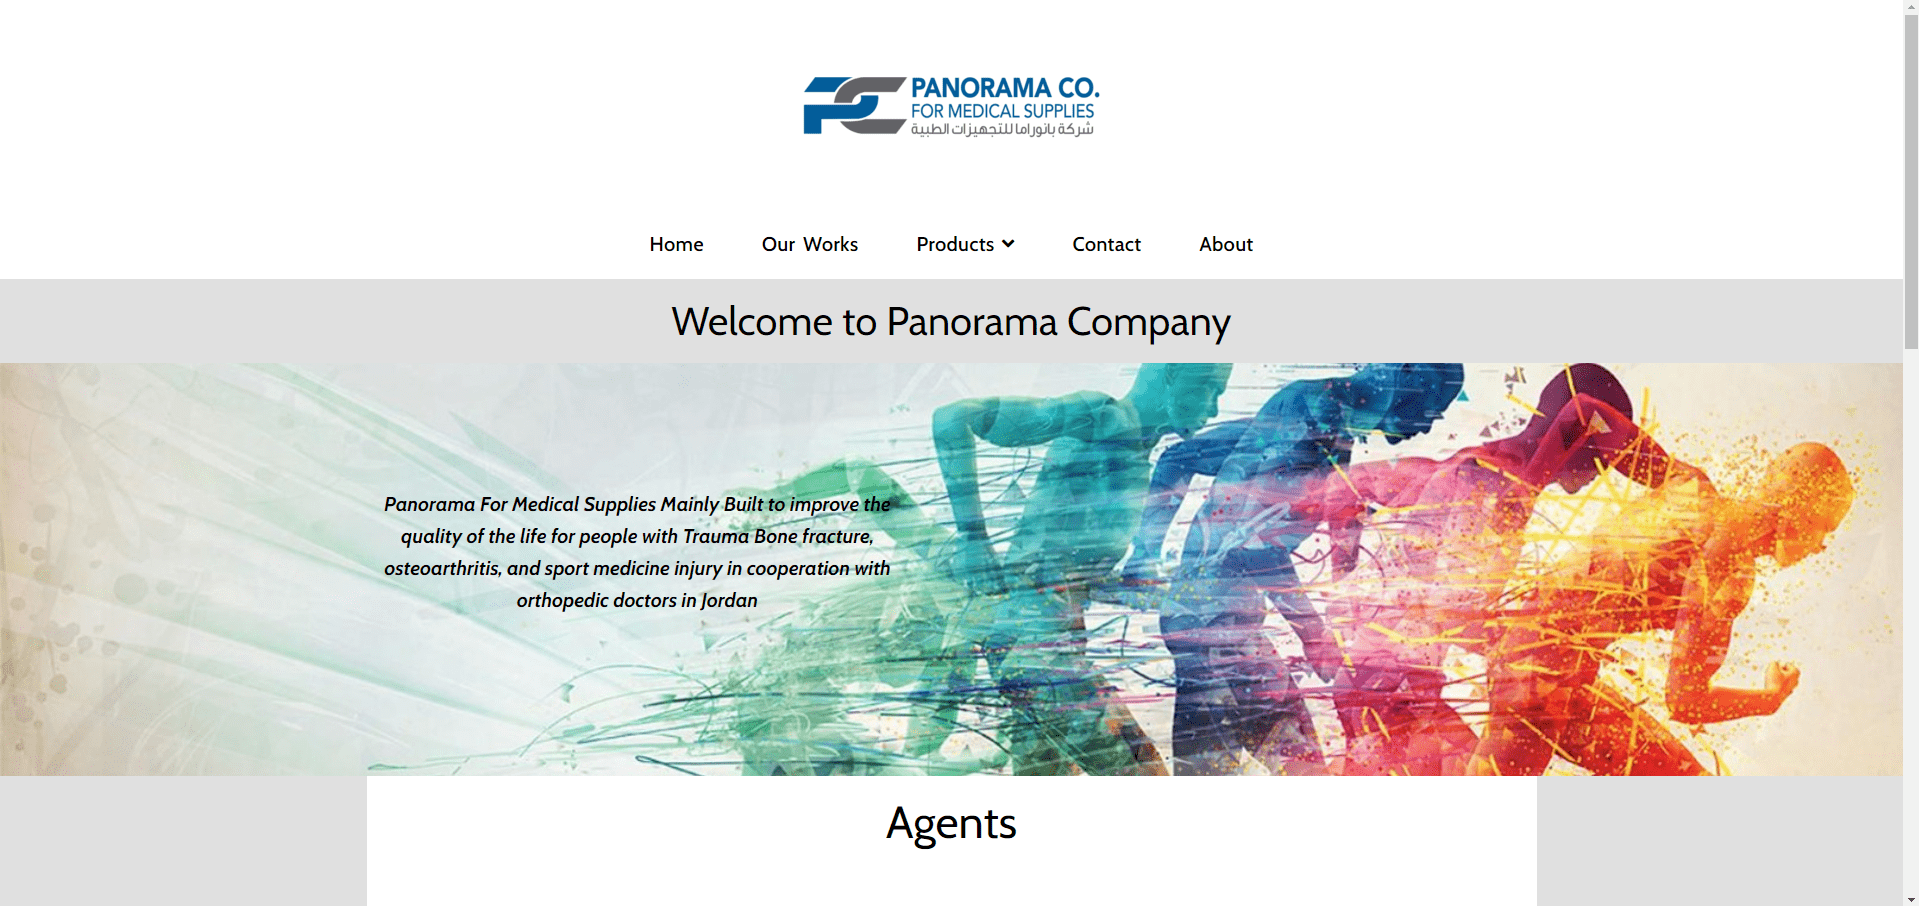 PANORAMA CO.
FOR MEDICAL SUPPLIES
شركة بانوراما للتجهيزات الطبية
Home Our Works Products Contact About
Welcome to Panorama Company
Panorama For Medical Supplies Mainly Built to improve the
quality of the life for people with Trauma Bone fracture,
osteoarthritis, and sport medicine injury in cooperation with
orthopedic doctors in Jordan
Agents